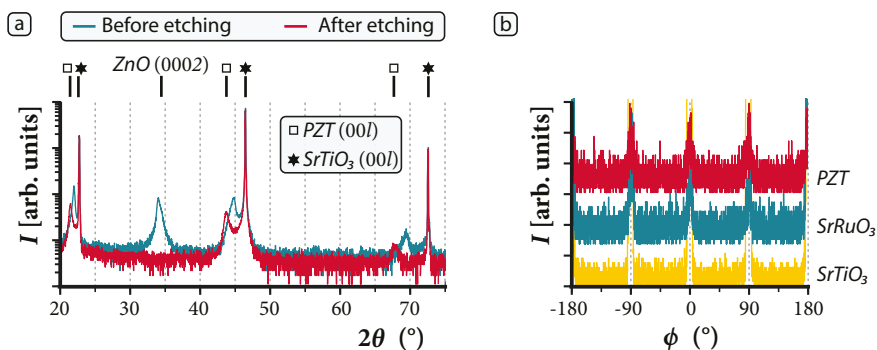 a
Before etching
After etching
ZnO (0002)
□ PZT (00l)
✶ SrTiO₃ (00l)
I [arb. units]
20 30 40 50 60 70
2θ (°)
b
I [arb. units]
PZT
SrRuO₃
SrTiO₃
-180 -90 0 90 180
ϕ (°)